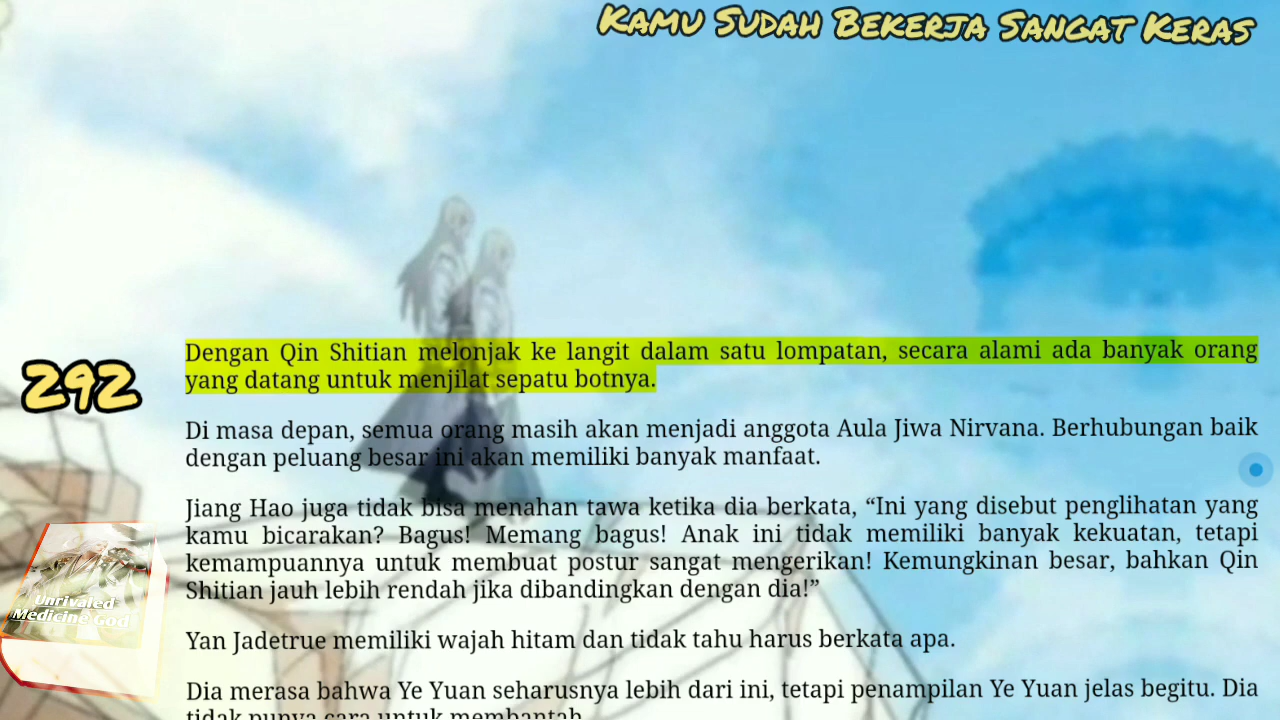 Kamu Sudah Bekerja Sangat Keras
Dengan Qin Shitian melonjak ke langit dalam satu lompatan, secara alami ada banyak orang
yang datang untuk menjilat sepatu botnya.
292
Di masa depan, semua orang masih akan menjadi anggota Aula Jiwa Nirvana. Berhubungan baik
dengan peluang besar ini akan memiliki banyak manfaat.
Jiang Hao juga tidak bisa menahan tawa ketika dia berkata, “Ini yang disebut penglihatan yang
kamu bicarakan? Bagus! Memang bagus! Anak ini tidak memiliki banyak kekuatan, tetapi
kemampuannya untuk membuat postur sangat mengerikan! Kemungkinan besar, bahkan Qin
Shitian jauh lebih rendah jika dibandingkan dengan dia!”
Unrivaled
Medicine God
Yan Jadetrue memiliki wajah hitam dan tidak tahu harus berkata apa.
Dia merasa bahwa Ye Yuan seharusnya lebih dari ini, tetapi penampilan Ye Yuan jelas begitu. Dia
tidak punya cara untuk membantah.